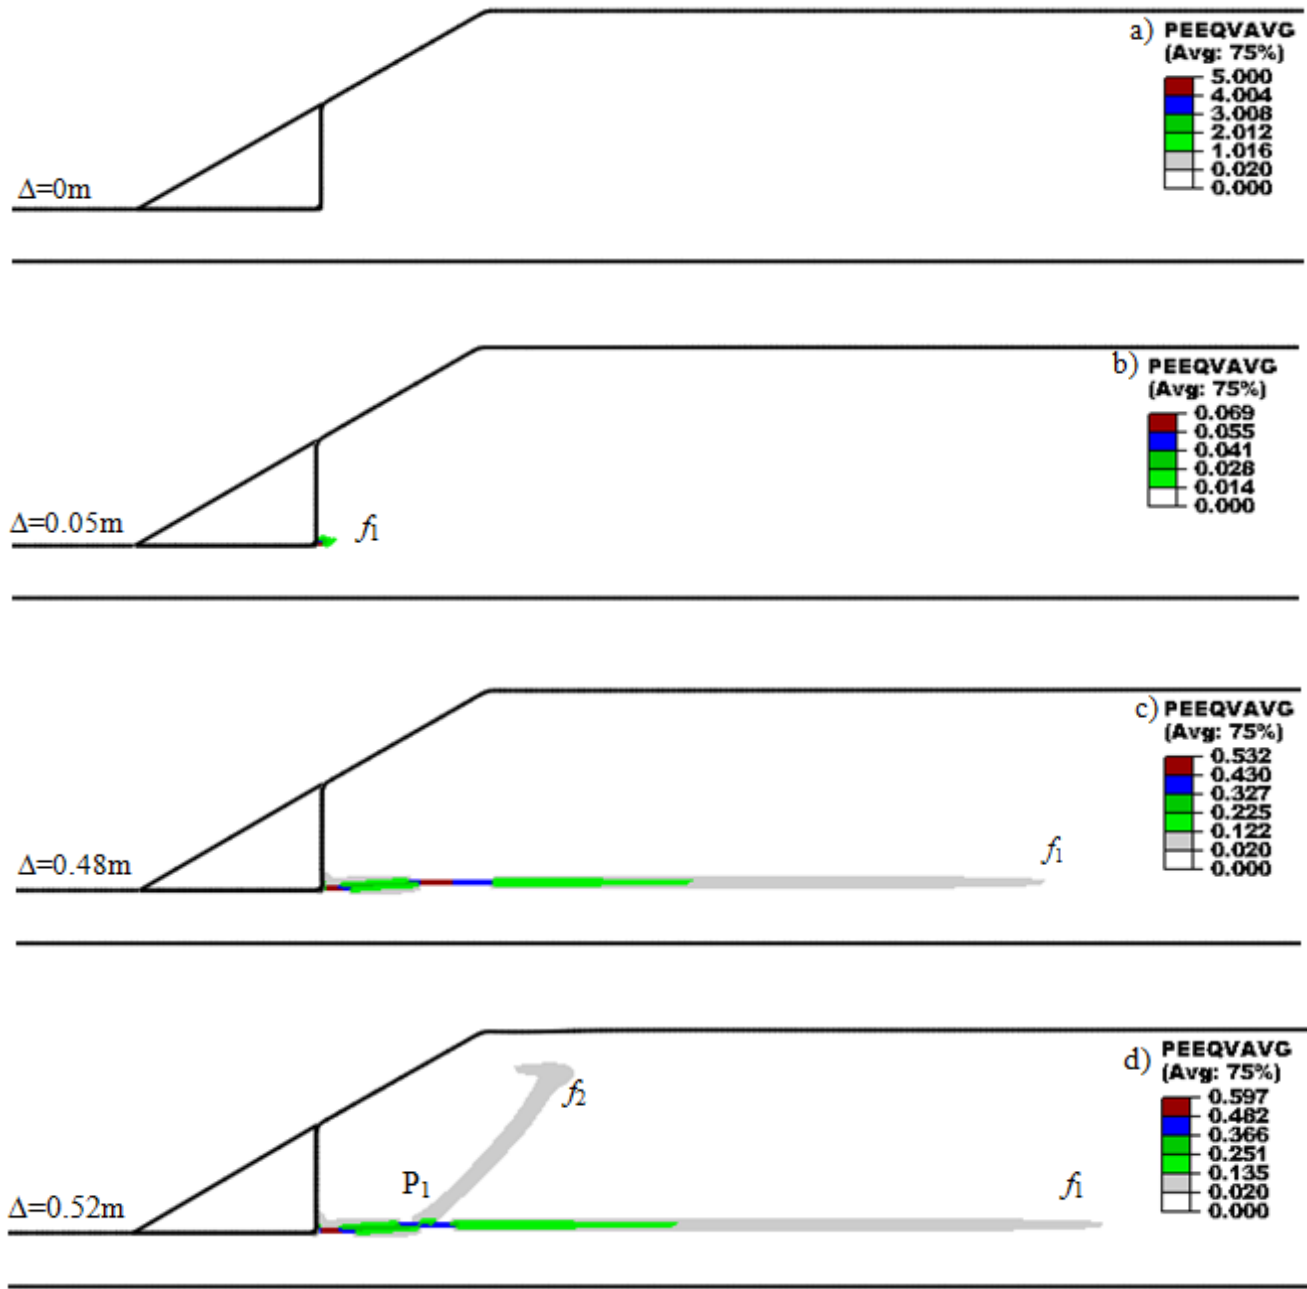 a) PEEQVAVG
(Avg: 75%)
5.000
4.004
3.008
2.012
1.016
0.020
0.000
Δ=0m
b) PEEQVAVG
(Avg: 75%)
0.069
0.055
0.041
0.028
0.014
0.000
Δ=0.05m
f1
c) PEEQVAVG
(Avg: 75%)
0.532
0.430
0.327
0.225
0.122
0.020
0.000
Δ=0.48m
f1
d) PEEQVAVG
(Avg: 75%)
0.597
0.482
0.366
0.251
0.135
0.020
0.000
f2
P1
f1
Δ=0.52m